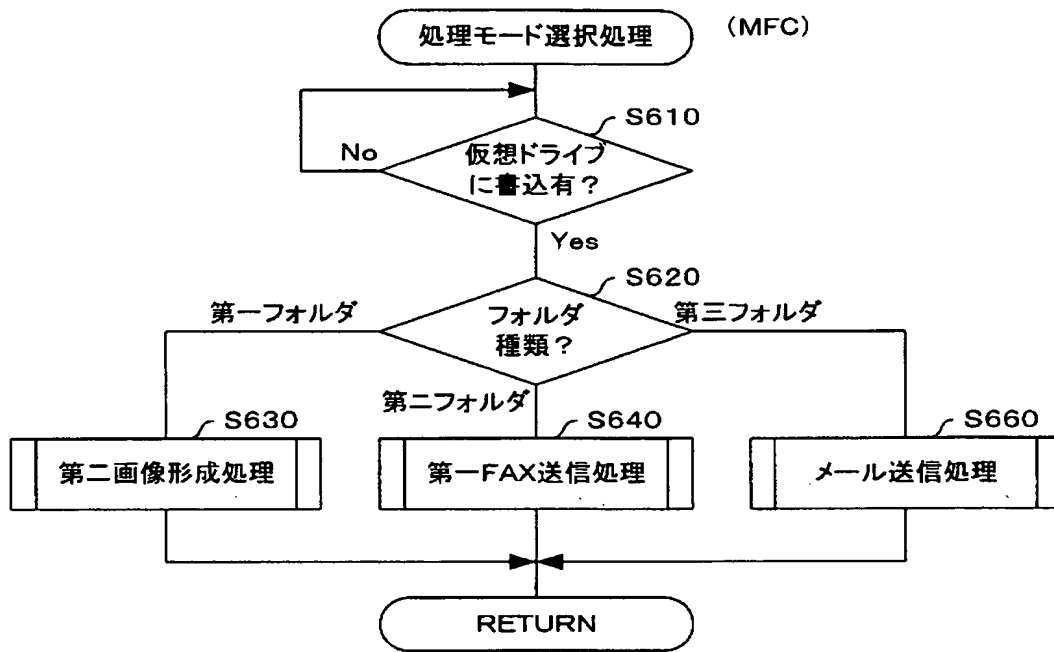 処理モード選択処理
(MFC)
S610
No
仮想ドライブ
に書込有？
Yes
S620
第一フォルダ
フォルダ
種類？
第三フォルダ
第二フォルダ
S630
S640
S660
第二画像形成処理
第一FAX送信処理
メール送信処理
RETURN